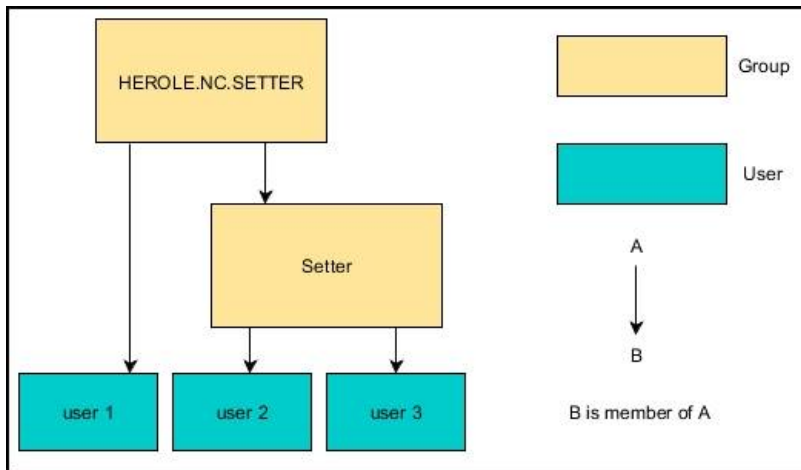 HEROLE.NC.SETTER
Group
User
Setter
A
B
user 1
user 2
user 3
B is member of A